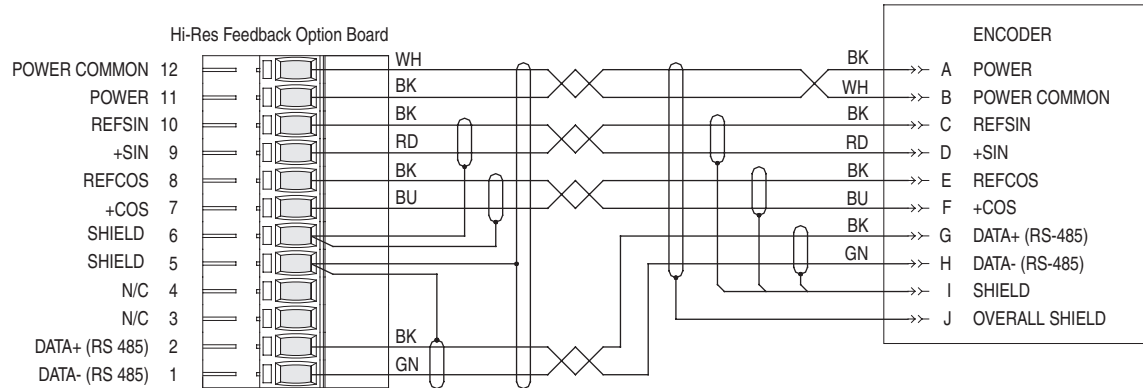 Hi-Res Feedback Option Board
ENCODER
POWER COMMON 12 WH BK A POWER
POWER 11 BK WH B POWER COMMON
REFSIN 10 BK BK C REFSIN
+SIN 9 RD RD D +SIN
REFCOS 8 BK BK E REFCOS
+COS 7 BU BU F +COS
SHIELD 6 BK G DATA+ (RS-485)
SHIELD 5 GN H DATA- (RS-485)
N/C 4 I SHIELD
N/C 3 J OVERALL SHIELD
DATA+ (RS 485) 2 BK
DATA- (RS 485) 1 GN